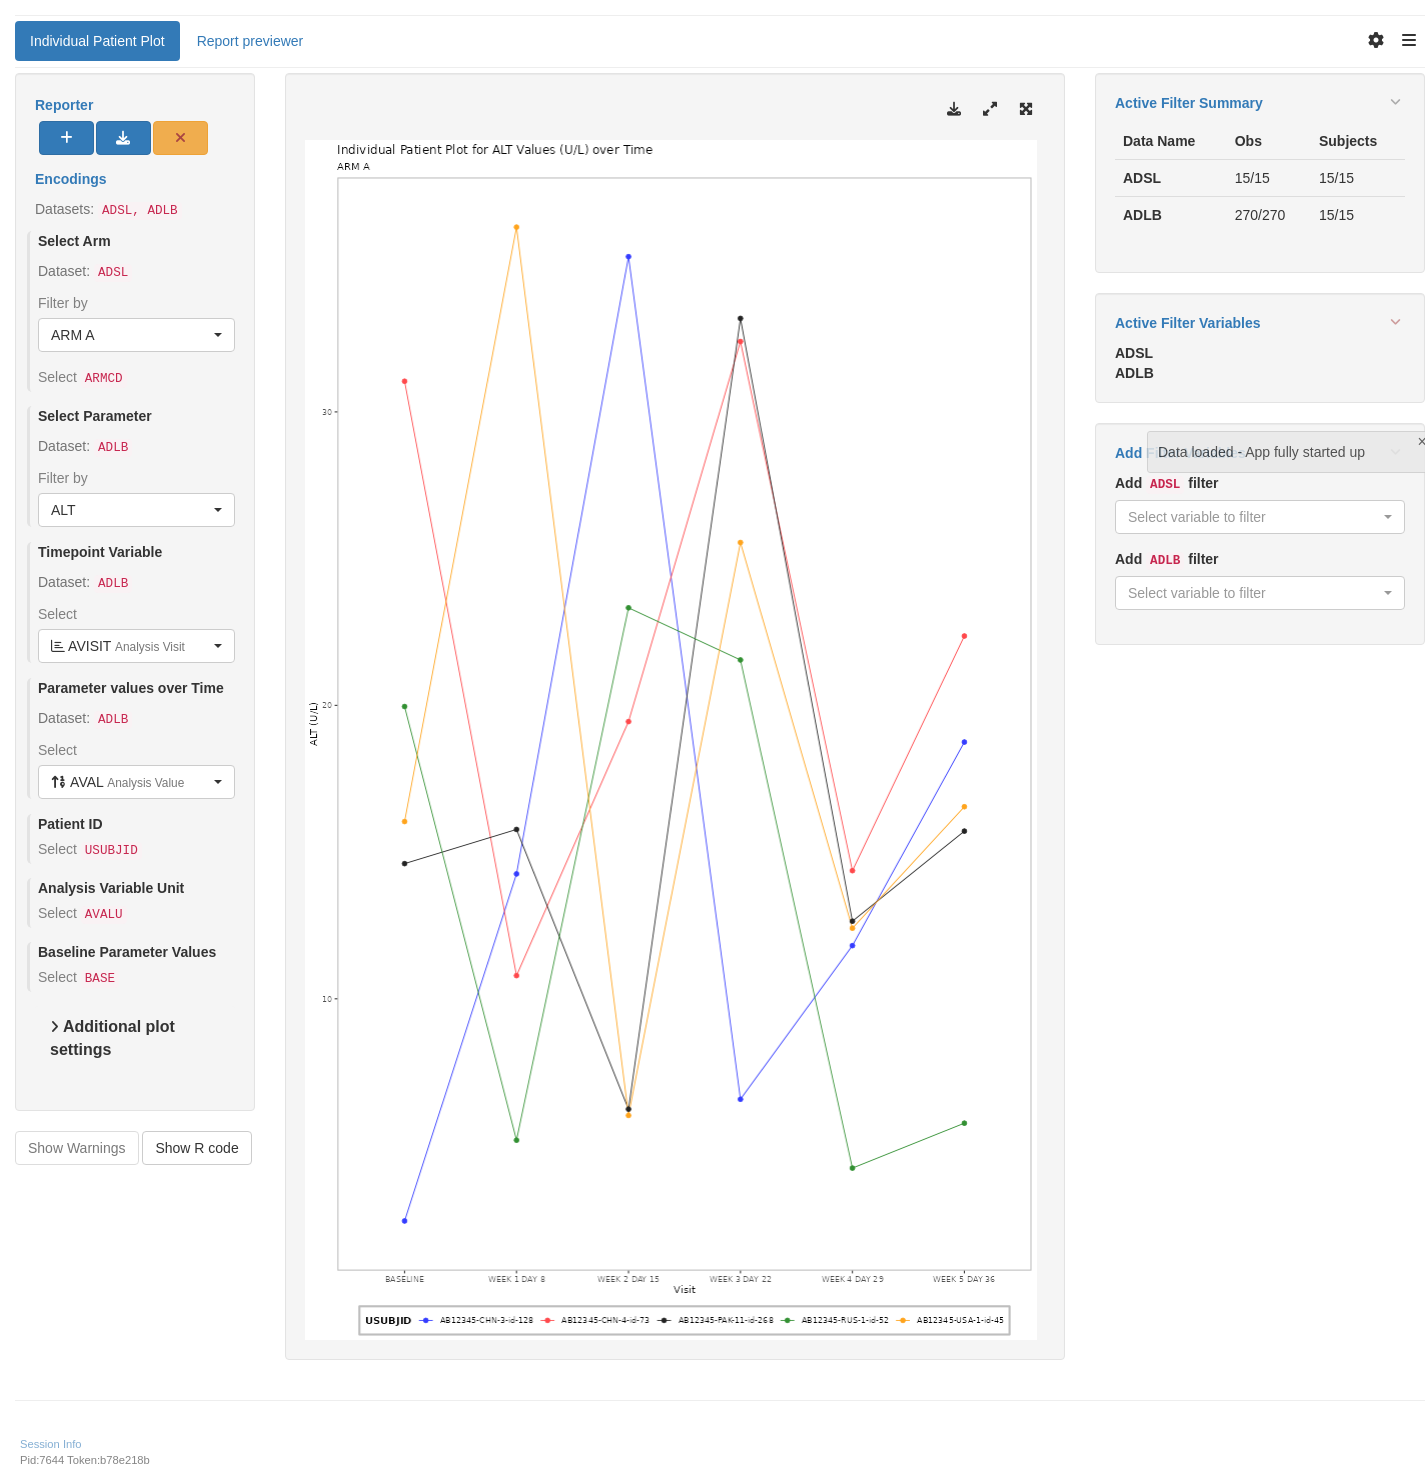 Individual Patient Plot
Report previewer
Reporter
Encodings
Datasets: ADSL, ADLB
Select Arm
Dataset: ADSL
Filter by
ARM A
Select ARMCD
Select Parameter
Dataset: ADLB
Filter by
ALT
Timepoint Variable
Dataset: ADLB
Select
AVISIT Analysis Visit
Parameter values over Time
Dataset: ADLB
Select
AVAL Analysis Value
Patient ID
Select USUBJID
Analysis Variable Unit
Select AVALU
Baseline Parameter Values
Select BASE
Additional plot
settings
Show Warnings
Show R code
Individual Patient Plot for ALT Values (U/L) over Time
ARM A
30
20
10
ALT (U/L)
BASELINE WEEK 1 DAY 8 WEEK 2 DAY 15 WEEK 3 DAY 22 WEEK 4 DAY 29 WEEK 5 DAY 36
Visit
USUBJID AB12345-CHN-3-id-128 AB12345-CHN-4-id-73 AB12345-PAK-11-id-268 AB12345-RUS-1-id-52 AB12345-USA-1-id-45
Active Filter Summary
Data Name Obs Subjects
ADSL 15/15 15/15
ADLB 270/270 15/15
Active Filter Variables
ADSL
ADLB
Add
Data loaded - App fully started up
×
Add ADSL filter
Select variable to filter
Add ADLB filter
Select variable to filter
Session Info
Pid:7644 Token:b78e218b